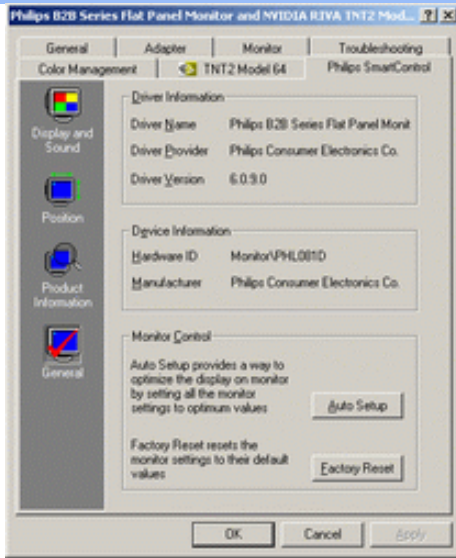 Philips B2B Series Flat Panel Monitor and NVIDIA RIVA TNT2 Mod...
General Adapter Monitor Troubleshooting
Color Management TNT2 Model 64 Philips SmartControl
Display and
Sound
Position
Product
Information
General
Driver Information
Driver Name Philips B2B Series Flat Panel Monit
Driver Provider Philips Consumer Electronics Co.
Driver Version 6.0.9.0
Device Information
Hardware ID Monitor\PHL081D
Manufacturer Philips Consumer Electronics Co.
Monitor Control
Auto Setup provides a way to
optimize the display on monitor
by setting all the monitor
settings to optimum values
Auto Setup
Factory Reset resets the
monitor settings to their default
values
Factory Reset
OK Cancel Apply